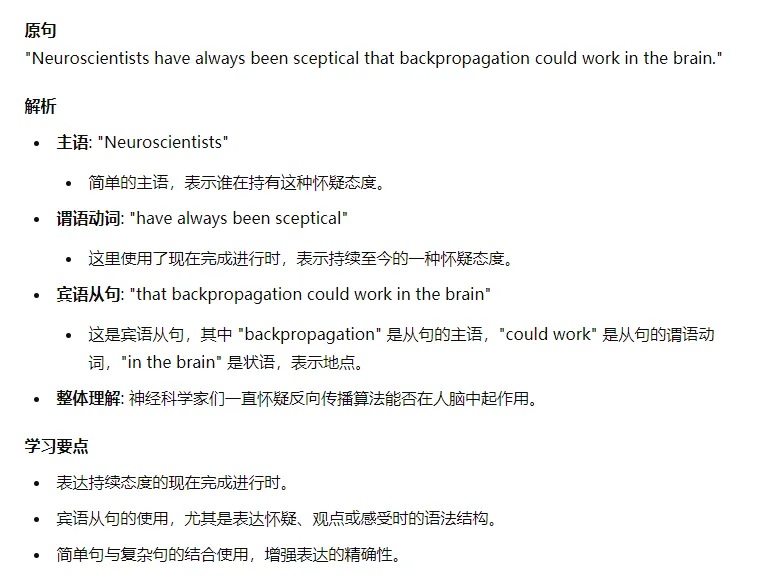 原句
"Neuroscientists have always been sceptical that backpropagation could work in the brain."
解析
• 主语: "Neuroscientists"
• 简单的主语，表示谁在持有这种怀疑态度。
• 谓语动词: "have always been sceptical"
• 这里使用了现在完成进行时，表示持续至今的一种怀疑态度。
• 宾语从句: "that backpropagation could work in the brain"
• 这是宾语从句，其中 "backpropagation" 是从句的主语，"could work" 是从句的谓语动
词，"in the brain" 是状语，表示地点。
• 整体理解: 神经科学家们一直怀疑反向传播算法能否在人脑中起作用。
学习要点
• 表达持续态度的现在完成进行时。
• 宾语从句的使用，尤其是表达怀疑、观点或感受时的语法结构。
• 简单句与复杂句的结合使用，增强表达的精确性。